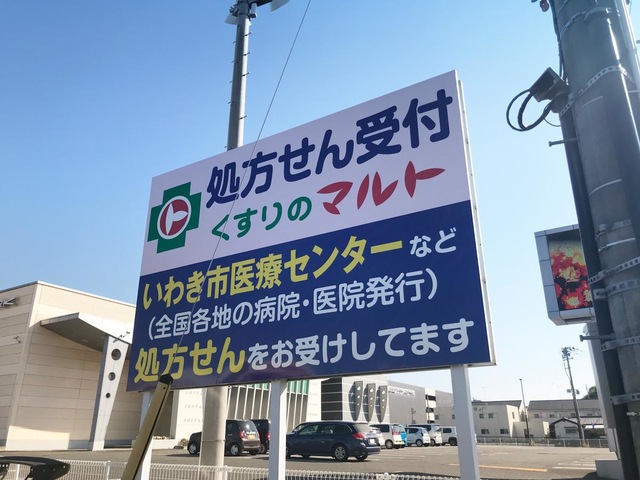 処方せん受付
くすりのマルト
いわき市医療センターなど
(全国各地の病院・医院発行)
処方せんをお受けしてます